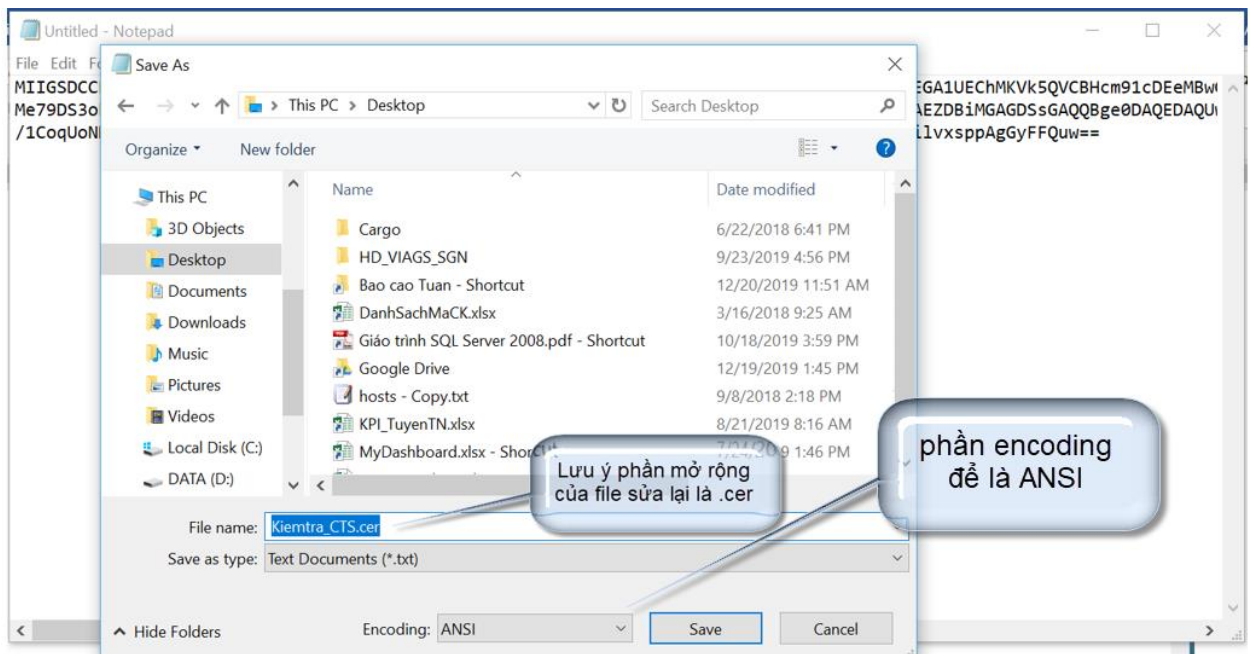 Untitled - Notepad
File Edit
Save As
MIIGSDCC
EGA1UEChMKVk5QVCBHcm91cDEeMBw
Me79DS3o
This PC > Desktop
Search Desktop
AEZDBiMGAGDSsGAQQBge0DAQEDAQU
/1CoqUoN
ilvxsppAgGyFFQuw==
Organize
New folder
This PC
3D Objects
Desktop
Documents
Downloads
Music
Pictures
Videos
Local Disk (C:)
DATA (D:)
Name Date modified
Cargo 6/22/2018 6:41 PM
HD_VIAGS_SGN 9/23/2019 4:56 PM
Bao cao Tuan - Shortcut 12/20/2019 11:51 AM
DanhSachMaCK.xlsx 3/16/2018 9:25 AM
Giáo trình SQL Server 2008.pdf - Shortcut 10/18/2019 3:59 PM
Google Drive 12/19/2019 1:45 PM
hosts - Copy.txt 9/8/2018 2:18 PM
KPI_TuyenTN.xlsx 8/21/2019 8:16 AM
MyDashboard.xlsx - Shortcut 7/24/2019 1:46 PM
Lưu ý phần mở rộng
của file sửa lại là .cer
phần encoding
để là ANSI
File name: Kiemtra_CTS.cer
Save as type: Text Documents (*.txt)
Hide Folders
Encoding: ANSI
Save
Cancel